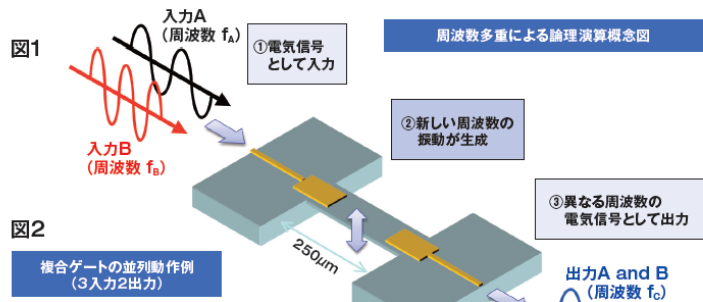 図1
入力A
(周波数 fA)
①電気信号
として入力
周波数多重による論理演算概念図
入力B
(周波数 fB)
②新しい周波数の
振動が生成
③異なる周波数の
電気信号として出力
250μm
図2
複合ゲートの並列動作例
(3入力2出力)
出力A and B
(周波数 fC)